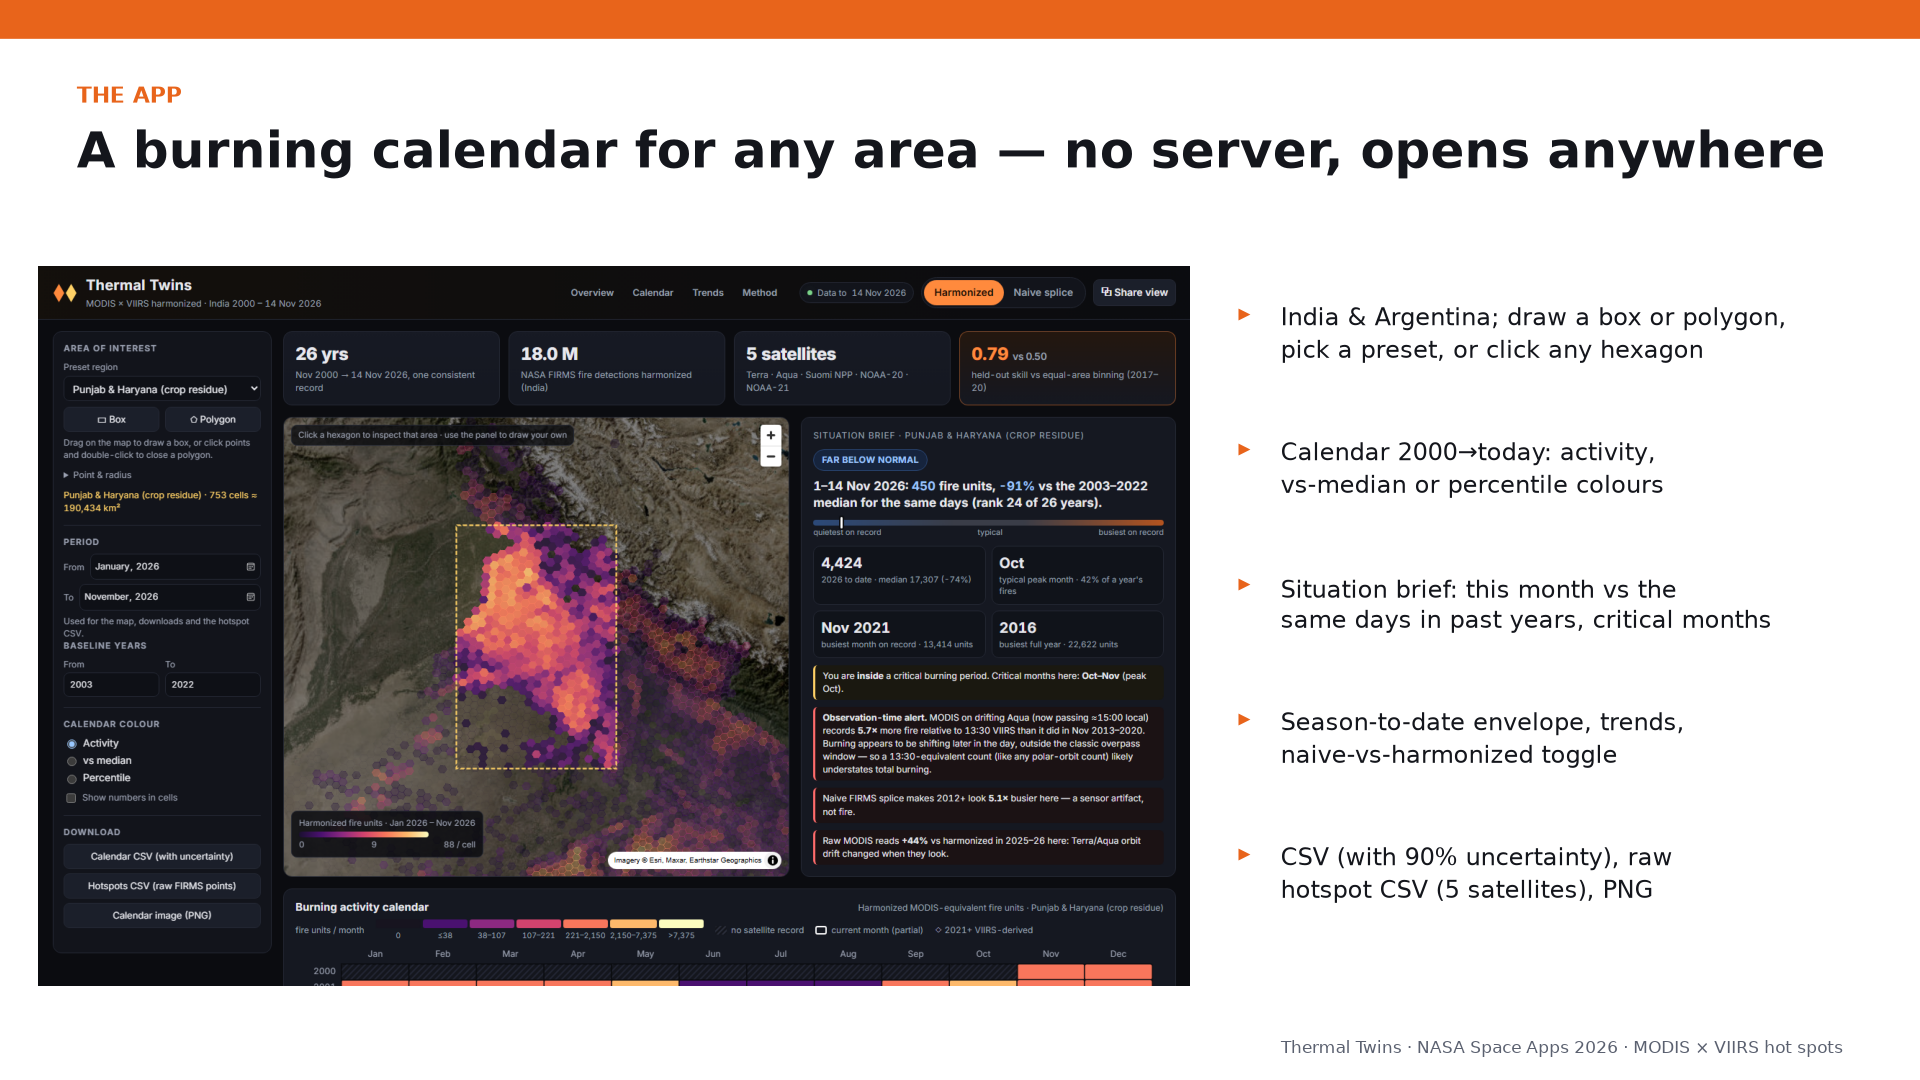 THE APP
A burning calendar for any area — no server, opens anywhere
Thermal Twins
MODIS × VIIRS harmonized · India 2000 – 14 Nov 2026
Overview
Calendar
Trends
Method
Data to 14 Nov 2026
Harmonized
Naive splice
Share view
AREA OF INTEREST
Preset region
Punjab & Haryana (crop residue)
Box
Polygon
Drag on the map to draw a box, or click points
and double-click to close a polygon.
Point & radius
Punjab & Haryana (crop residue) · 753 cells ≈
190,434 km²
PERIOD
From
January, 2026
To
November, 2026
Used for the map, downloads and the hotspot
CSV.
BASELINE YEARS
From
To
2003
2022
CALENDAR COLOUR
Activity
vs median
Percentile
Show numbers in cells
DOWNLOAD
Calendar CSV (with uncertainty)
Hotspots CSV (raw FIRMS points)
Calendar image (PNG)
26 yrs
Nov 2000 → 14 Nov 2026, one consistent
record
18.0 M
NASA FIRMS fire detections harmonized
(India)
5 satellites
Terra · Aqua · Suomi NPP · NOAA-20 ·
NOAA-21
0.79 vs 0.50
held-out skill vs equal-area binning (2017–
20)
Click a hexagon to inspect that area · use the panel to draw your own
+
−
Harmonized fire units · Jan 2026 – Nov 2026
0
9
88 / cell
Imagery © Esri, Maxar, Earthstar Geographics
SITUATION BRIEF · PUNJAB & HARYANA (CROP RESIDUE)
FAR BELOW NORMAL
1–14 Nov 2026: 450 fire units, -91% vs the 2003–2022
median for the same days (rank 24 of 26 years).
quietest on record
typical
busiest on record
4,424
2026 to date · median 17,307 (-74%)
Oct
typical peak month · 42% of a year's
fires
Nov 2021
busiest month on record · 13,414 units
2016
busiest full year · 22,622 units
You are inside a critical burning period. Critical months here: Oct–Nov (peak
Oct).
Observation-time alert. MODIS on drifting Aqua (now passing ≈15:00 local)
records 5.7× more fire relative to 13:30 VIIRS than it did in Nov 2013–2020.
Burning appears to be shifting later in the day, outside the classic overpass
window — so a 13:30-equivalent count (like any polar-orbit count) likely
understates total burning.
Naive FIRMS splice makes 2012+ look 5.1× busier here — a sensor artifact,
not fire.
Raw MODIS reads +44% vs harmonized in 2025–26 here: Terra/Aqua orbit
drift changed when they look.
Burning activity calendar
Harmonized MODIS-equivalent fire units · Punjab & Haryana (crop residue)
fire units / month
0
≤38
38–107
107–221
221–2,150
2,150–7,375
>7,375
no satellite record
current month (partial)
2021+ VIIRS-derived
Jan
Feb
Mar
Apr
May
Jun
Jul
Aug
Sep
Oct
Nov
Dec
2000
India & Argentina; draw a box or polygon,
pick a preset, or click any hexagon
Calendar 2000→today: activity,
vs-median or percentile colours
Situation brief: this month vs the
same days in past years, critical months
Season-to-date envelope, trends,
naive-vs-harmonized toggle
CSV (with 90% uncertainty), raw
hotspot CSV (5 satellites), PNG
Thermal Twins · NASA Space Apps 2026 · MODIS × VIIRS hot spots